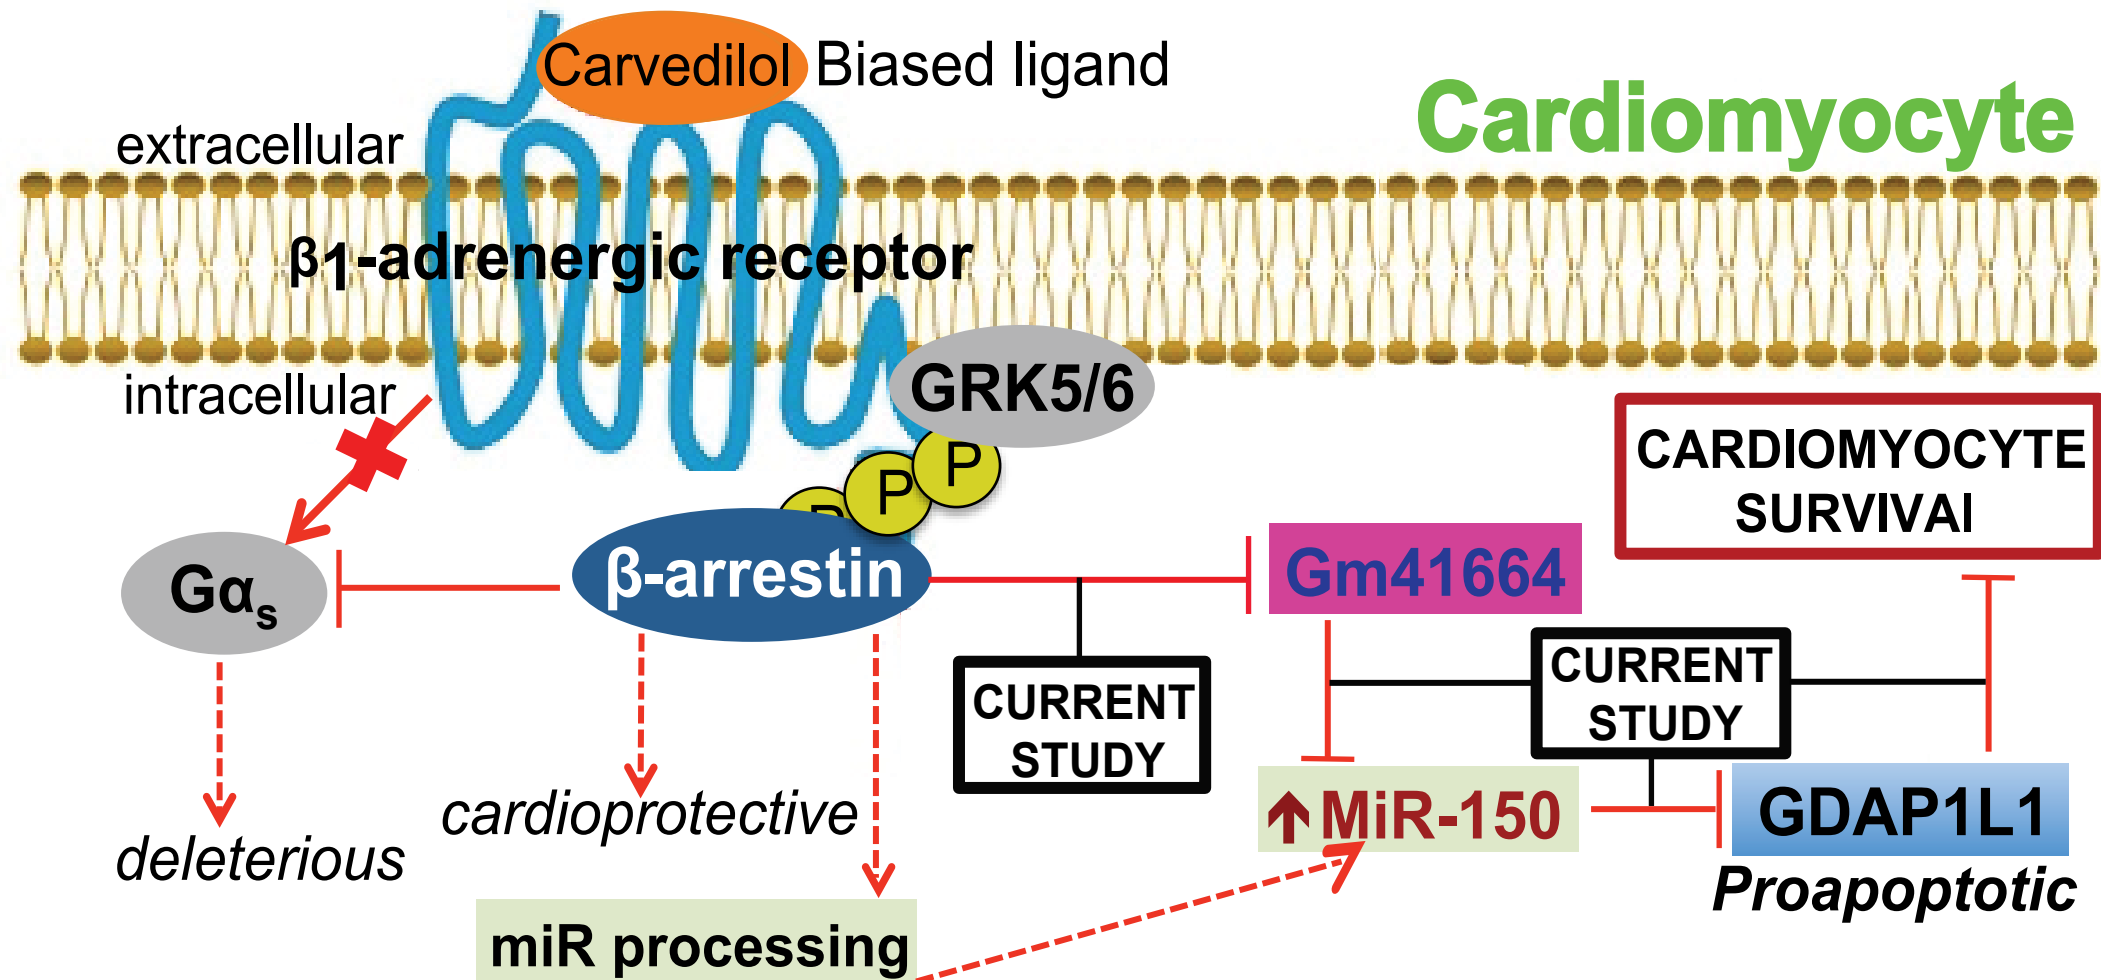 Carvedilol Biased ligand
Cardiomyocyte
extracellular
β1-adrenergic receptor
intracellular
GRK5/6
P
P
P
CARDIOMYOCYTE
SURVIVAl
Gαs
β-arrestin
Gm41664
CURRENT
STUDY
CURRENT
STUDY
cardioprotective
deleterious
MiR-150
GDAP1L1
Proapoptotic
miR processing